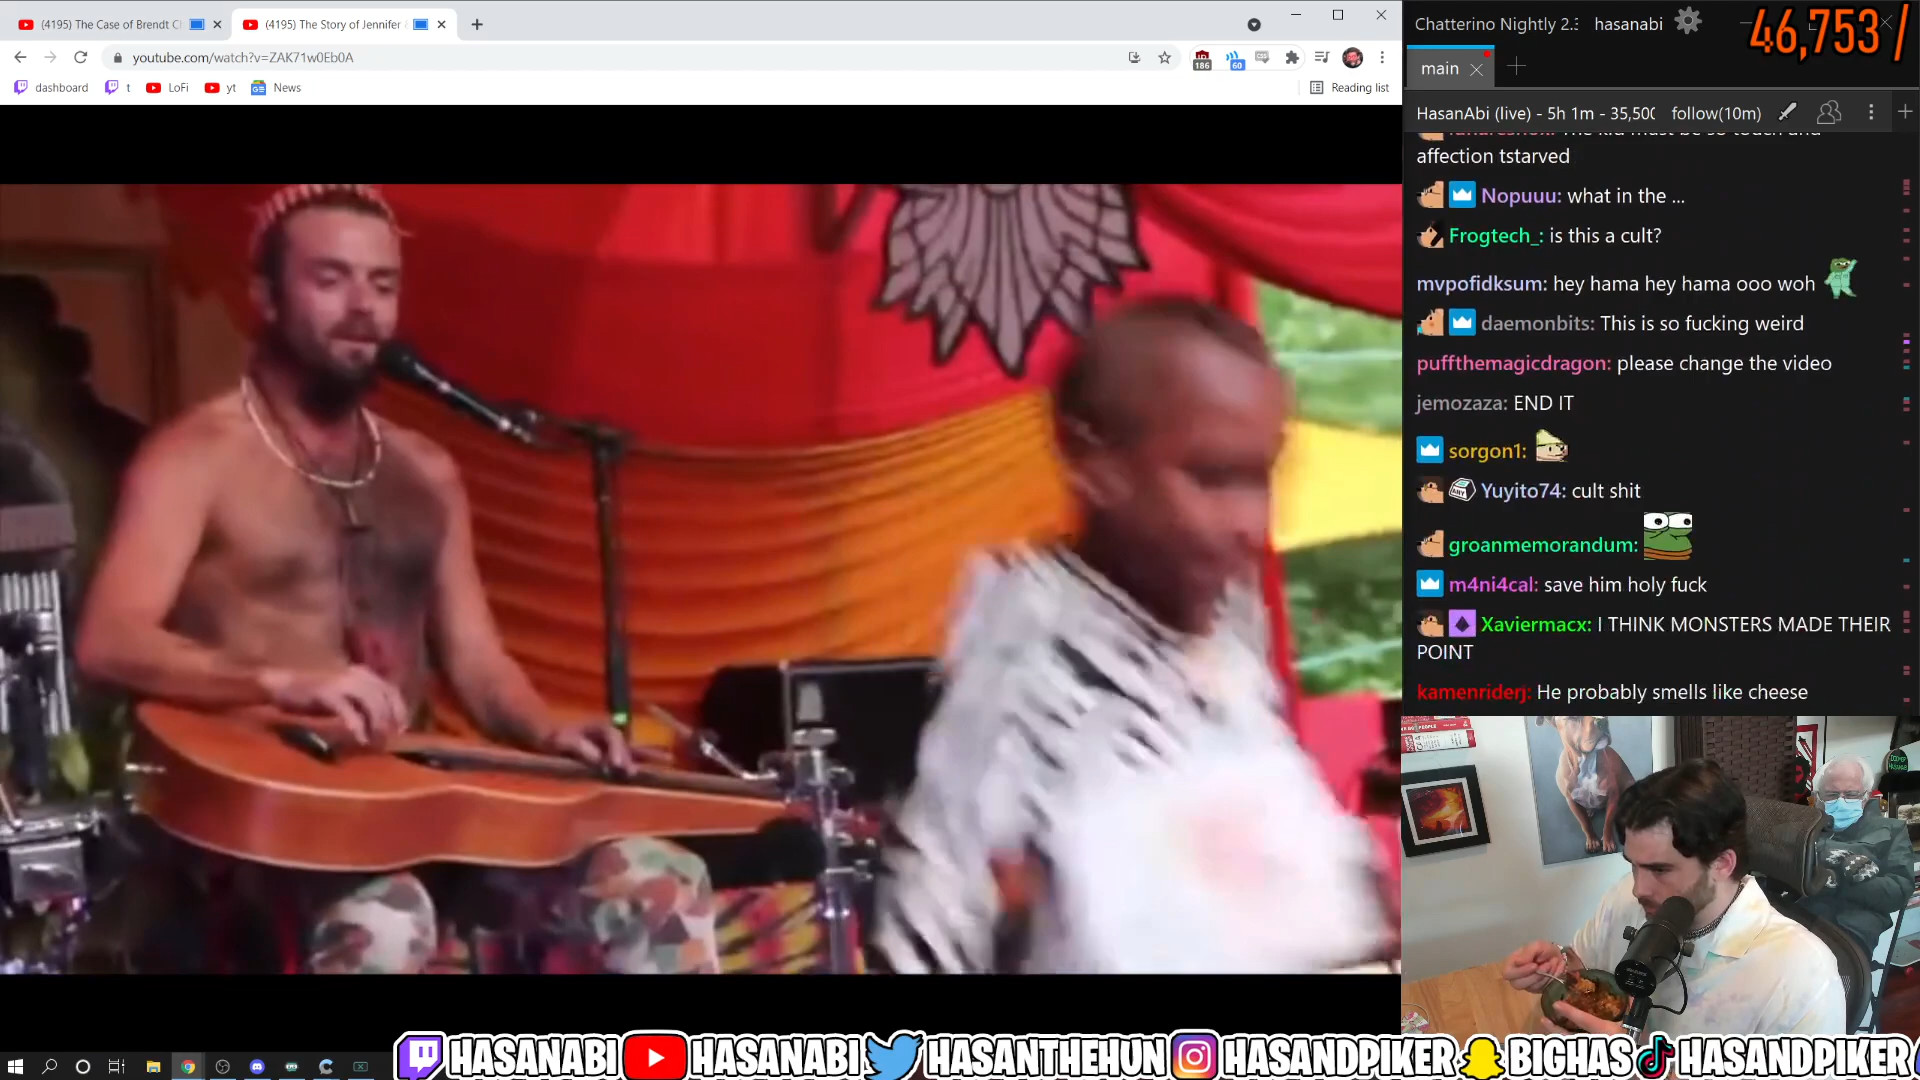 (4195) The Case of Brendt C
(4195) The Story of Jennifer
youtube.com/watch?v=ZAK71w0Eb0A
186
60
dashboard
t
LoFi
yt
News
Reading list
Chatterino Nightly 2.
hasanabi
46,753 /
main
HasanAbi (live) - 5h 1m - 35,500
follow(10m)
affection tstarved
Nopuuu: what in the ...
Frogtech_: is this a cult?
mvpofidksum: hey hama hey hama ooo woh
daemonbits: This is so fucking weird
puffthemagicdragon: please change the video
jemozaza: END IT
sorgon1:
Yuyito74: cult shit
groanmemorandum:
m4ni4cal: save him holy fuck
Xaviermacx: I THINK MONSTERS MADE THEIR
POINT
kamenriderj: He probably smells like cheese
HASANABI
HASANABI
HASANTHEHUN
HASANDPIKER
BIGHAS
HASANDPIKER